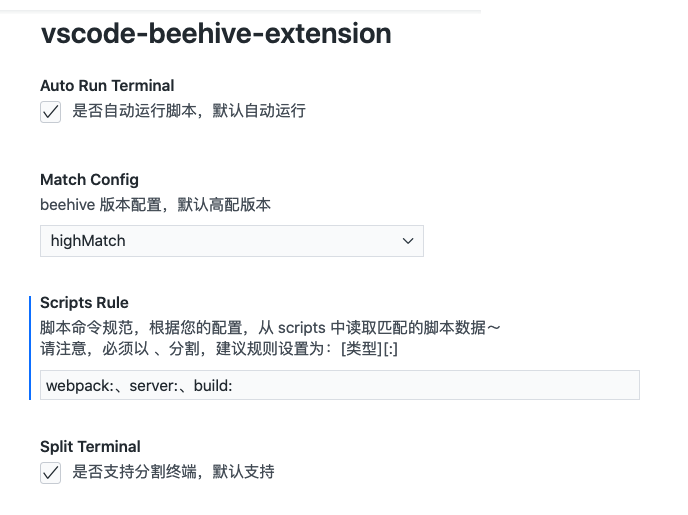 vscode-beehive-extension
Auto Run Terminal
是否自动运行脚本，默认自动运行
Match Config
beehive 版本配置，默认高配版本
highMatch
Scripts Rule
脚本命令规范，根据您的配置，从 scripts 中读取匹配的脚本数据～
请注意，必须以 、分割，建议规则设置为：[类型][:]
webpack:、server:、build:
Split Terminal
是否支持分割终端，默认支持